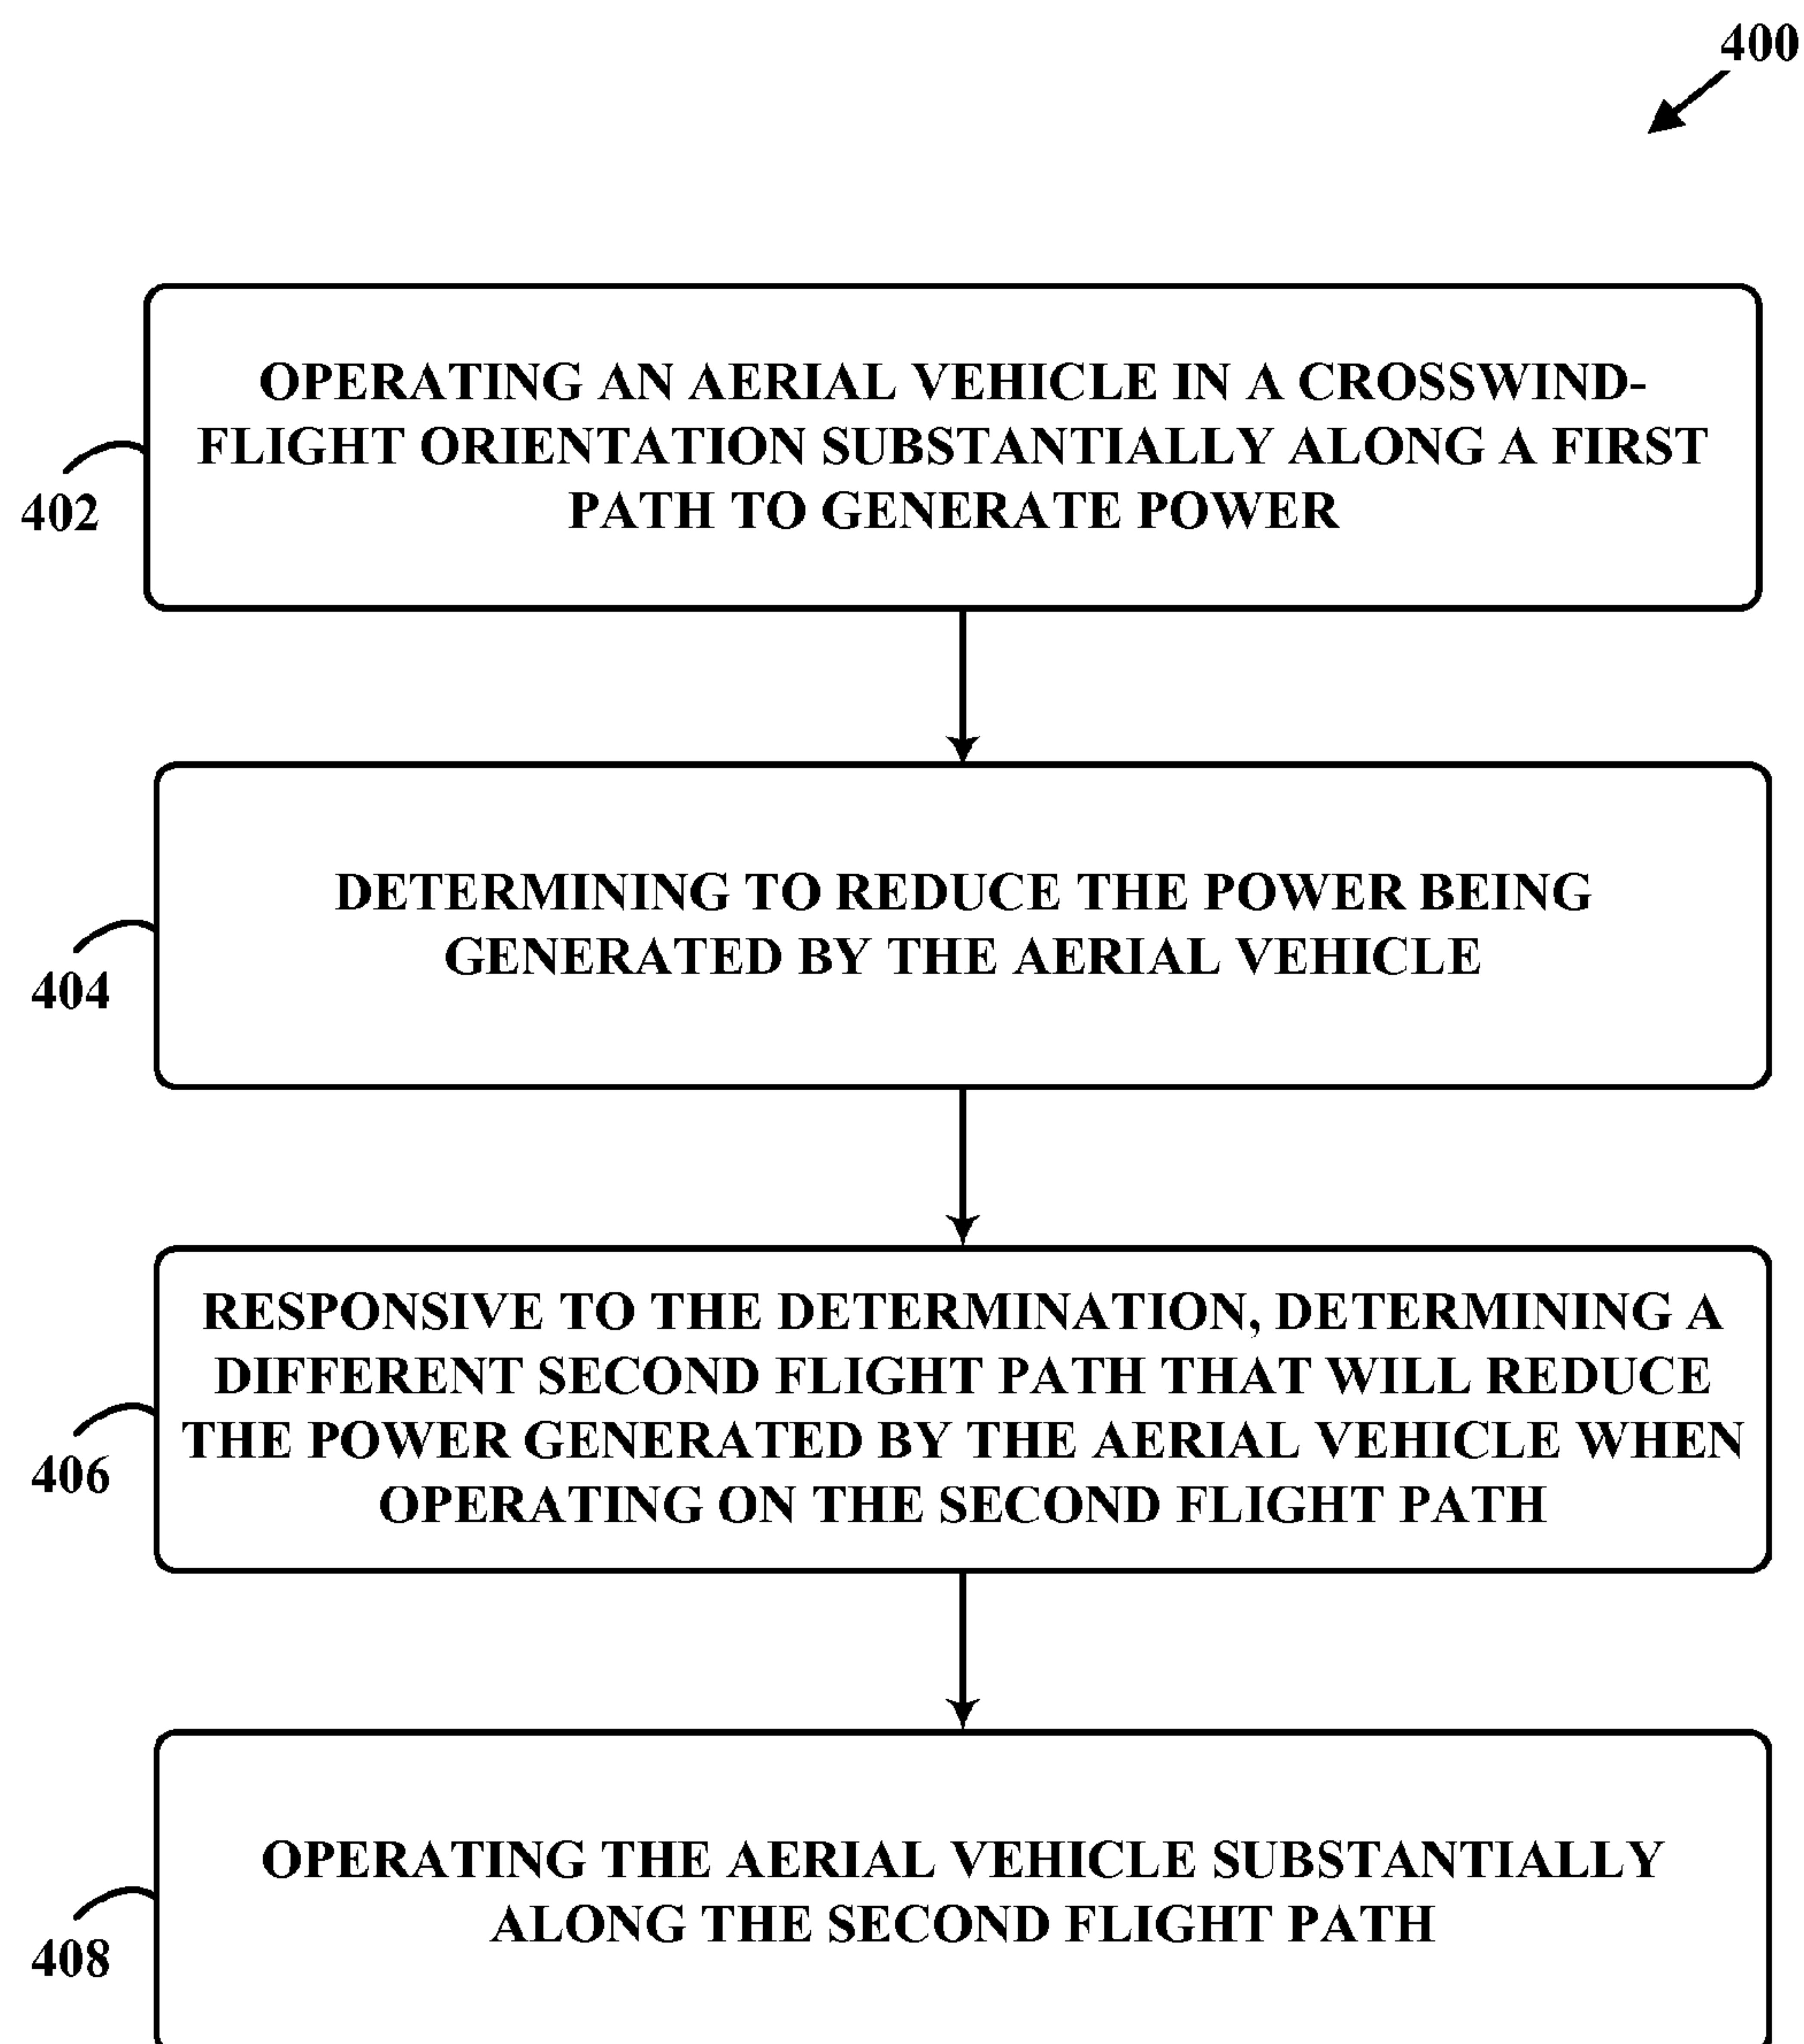 400
OPERATING AN AERIAL VEHICLE IN A CROSSWIND-
FLIGHT ORIENTATION SUBSTANTIALLY ALONG A FIRST
PATH TO GENERATE POWER
402
DETERMINING TO REDUCE THE POWER BEING
GENERATED BY THE AERIAL VEHICLE
404
RESPONSIVE TO THE DETERMINATION, DETERMINING A
DIFFERENT SECOND FLIGHT PATH THAT WILL REDUCE
THE POWER GENERATED BY THE AERIAL VEHICLE WHEN
OPERATING ON THE SECOND FLIGHT PATH
406
OPERATING THE AERIAL VEHICLE SUBSTANTIALLY
ALONG THE SECOND FLIGHT PATH
408